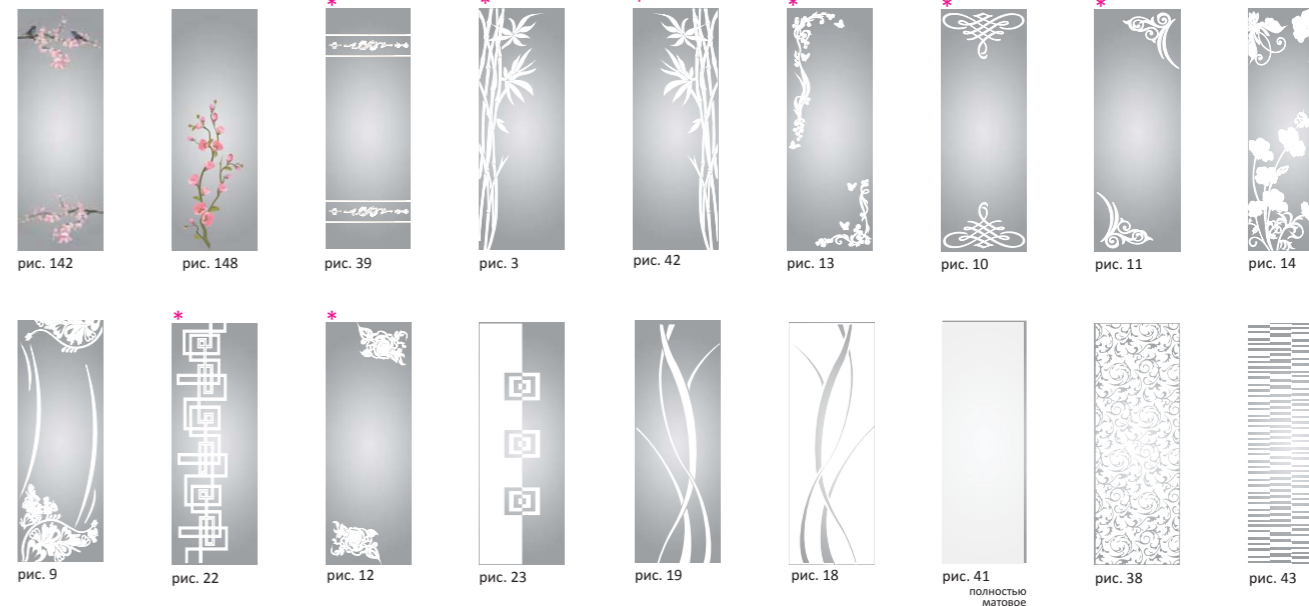 * * * * * *
рис. 142 рис. 148 рис. 39 рис. 3 рис. 42 рис. 13 рис. 10 рис. 11 рис. 14
* *
рис. 9 рис. 22 рис. 12 рис. 23 рис. 19 рис. 18 рис. 41 рис. 38 рис. 43
полностью
матовое